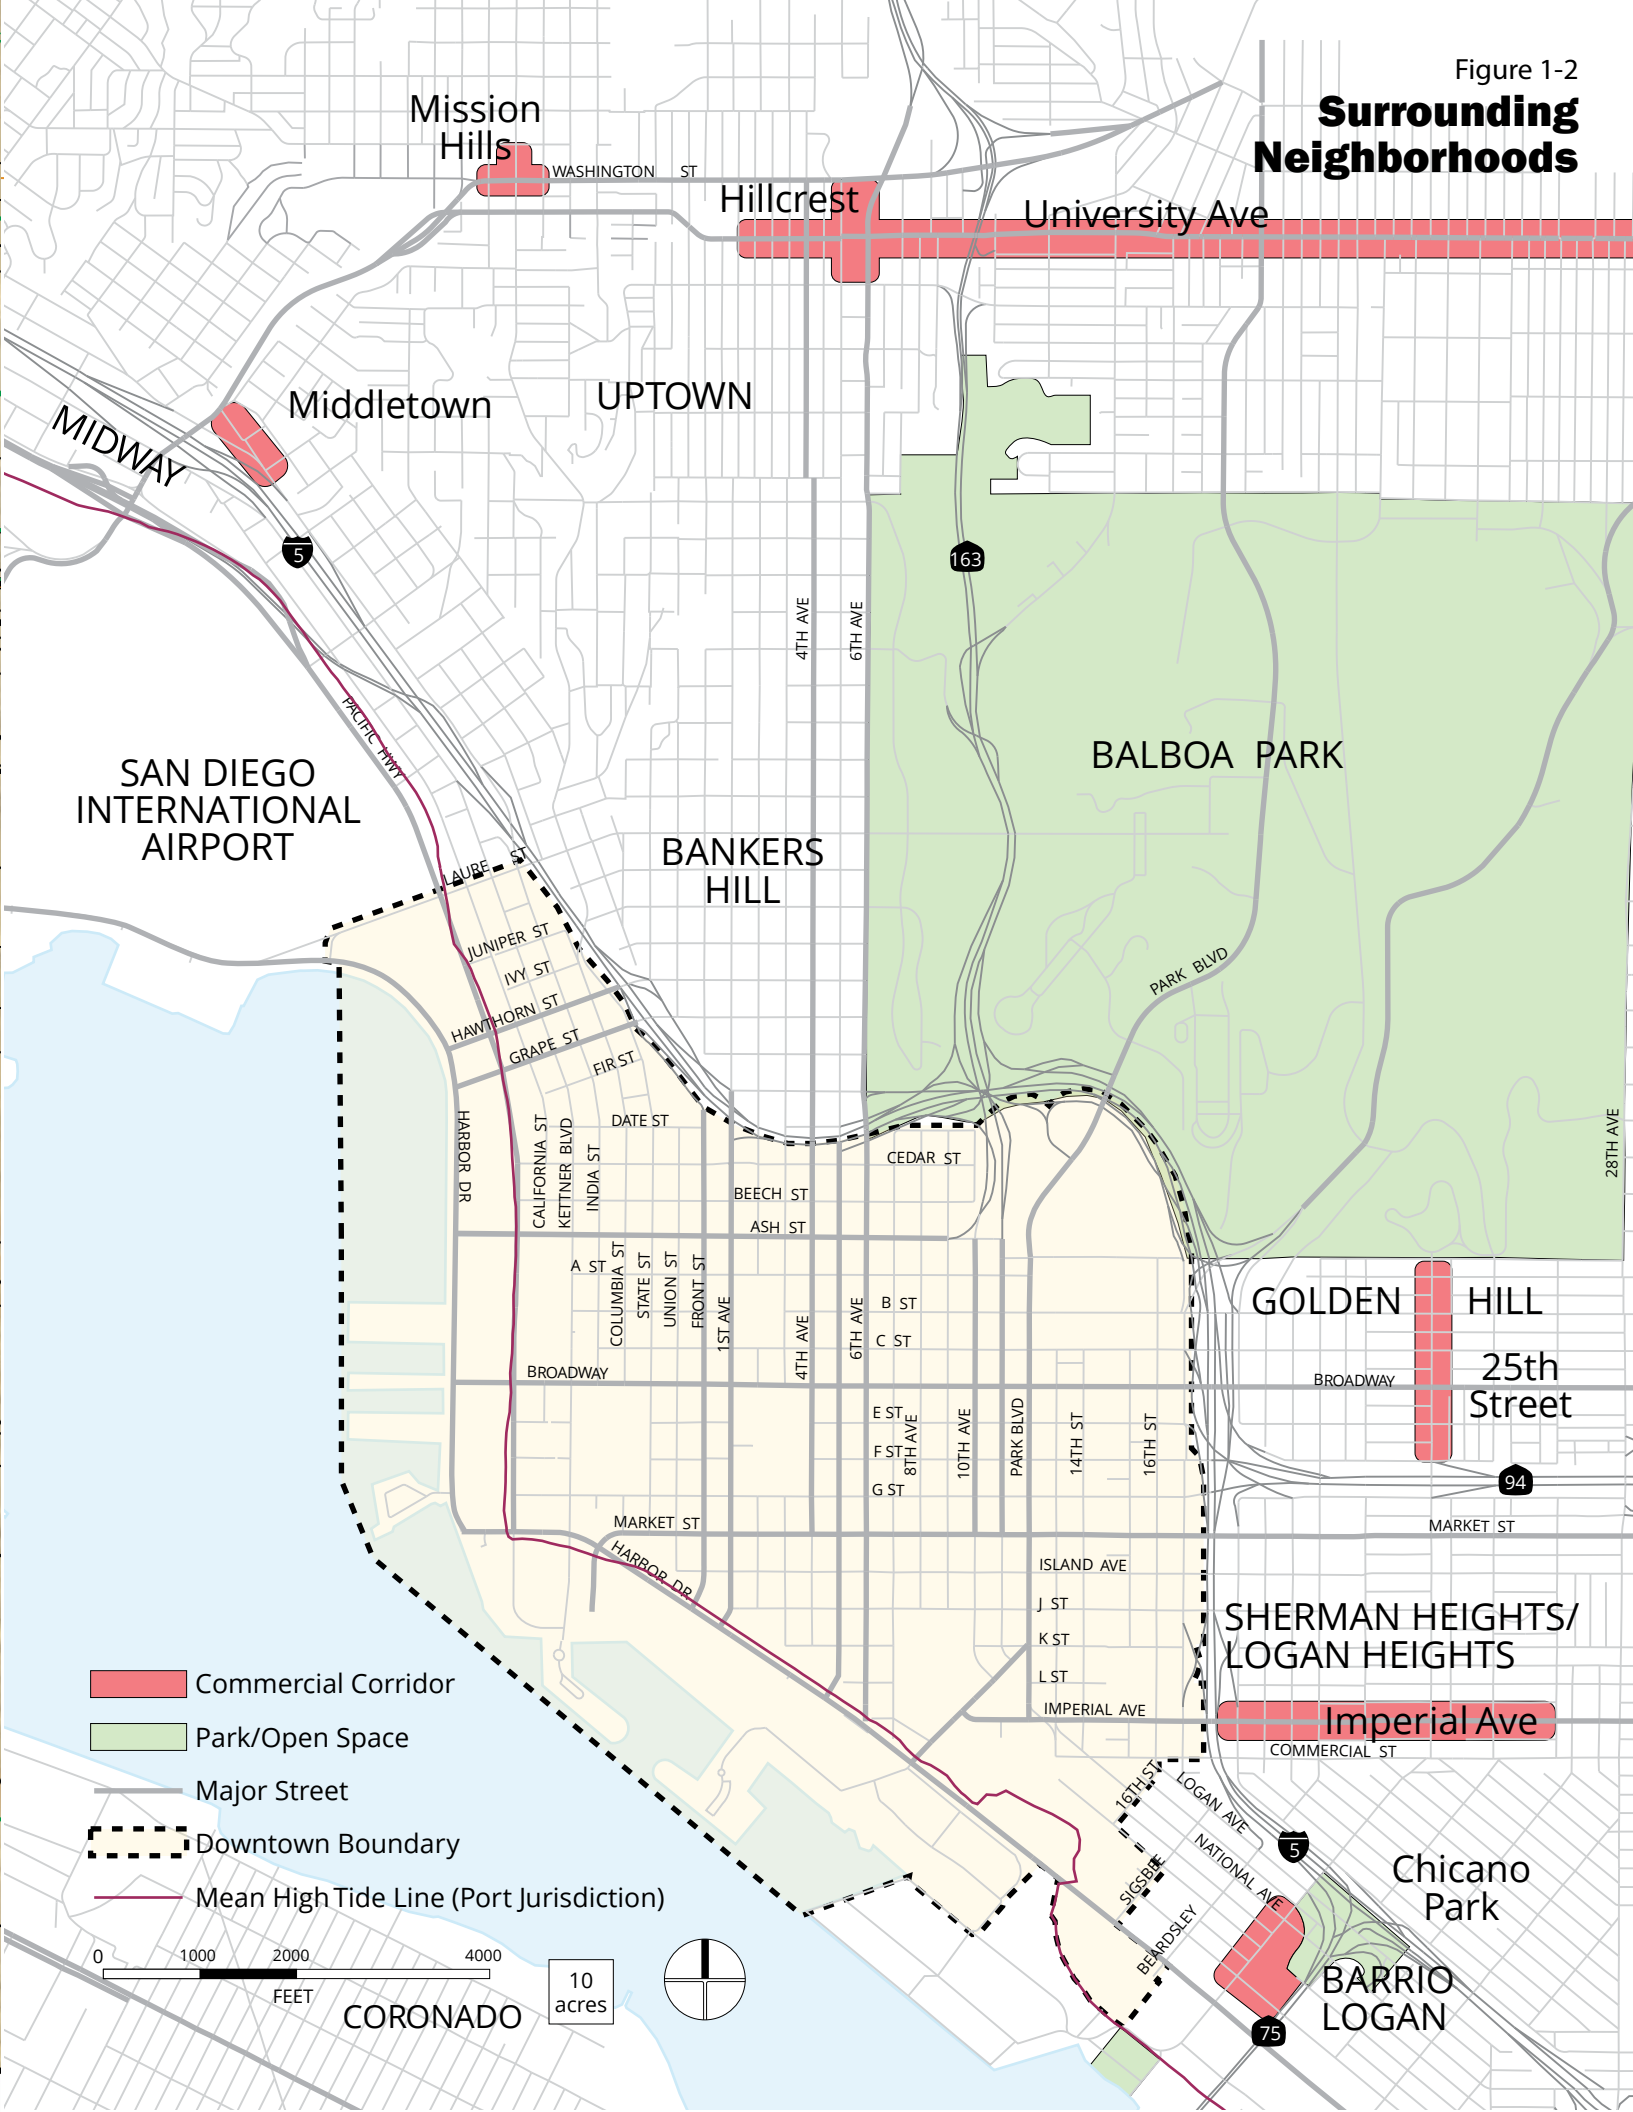 Figure 1-2
Surrounding
Neighborhoods
Mission
Hills
WASHINGTON ST
Hillcrest
University Ave
Middletown
UPTOWN
MIDWAY
5
163
4TH AVE
6TH AVE
PACIFIC HWY
BALBOA PARK
SAN DIEGO
INTERNATIONAL
AIRPORT
BANKERS
HILL
LAURE ST
JUNIPER ST
IVY ST
HAWTHORN ST
GRAPE ST
FIR ST
PARK BLVD
28TH AVE
HARBOR DR
CALIFORNIA ST
KETTNER BLVD
INDIA ST
DATE ST
CEDAR ST
BEECH ST
ASH ST
A ST
COLUMBIA ST
STATE ST
UNION ST
FRONT ST
1ST AVE
4TH AVE
6TH AVE
B ST
C ST
GOLDEN HILL
25th
Street
BROADWAY
BROADWAY
E ST
F ST
G ST
8TH AVE
10TH AVE
PARK BLVD
14TH ST
16TH ST
94
MARKET ST
MARKET ST
HARBOR DR
ISLAND AVE
J ST
K ST
L ST
IMPERIAL AVE
SHERMAN HEIGHTS/
LOGAN HEIGHTS
Imperial Ave
COMMERCIAL ST
16TH ST
LOGAN AVE
NATIONAL AVE
SIGSBEE
BEARDSLEY
5
Chicano
Park
BARRIO
LOGAN
75
Commercial Corridor
Park/Open Space
Major Street
Downtown Boundary
Mean High Tide Line (Port Jurisdiction)
0 1000 2000 4000
FEET
10
acres
CORONADO